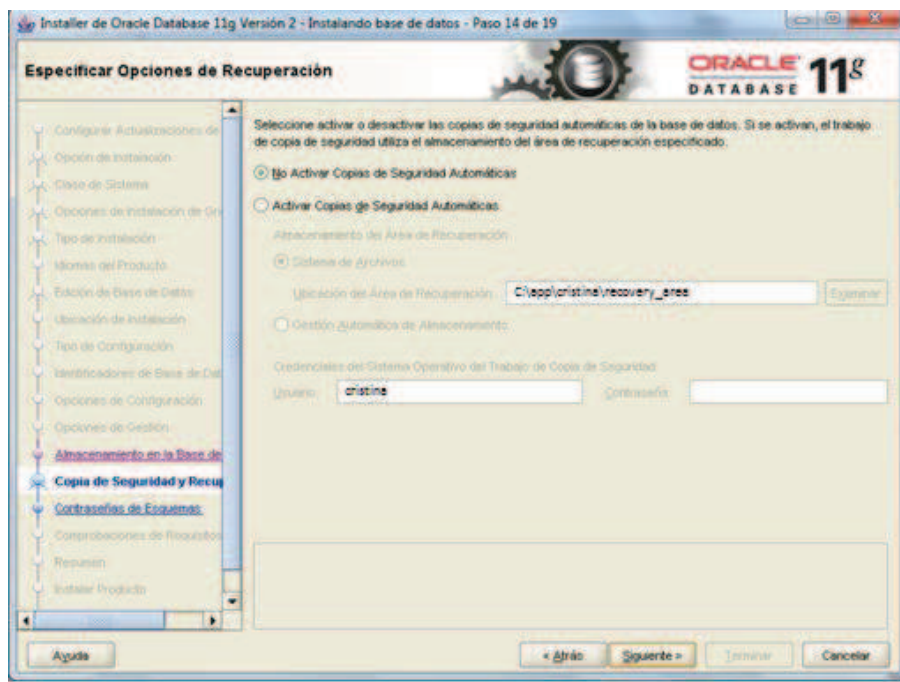 Installer de Oracle Database 11g Versión 2 - Instalando base de datos - Paso 14 de 19
Especificar Opciones de Recuperación
ORACLE
DATABASE
11g
Configurar Actualizaciones de
Opción de Instalación
Clase de Sistema
Opciones de Instalación de Gri
Tipo de Instalación
Idiomas del Producto
Edición de Base de Datos
Ubicación de Instalación
Tipo de Configuración
Identificadores de Base de Dat
Opciones de Configuración
Opciones de Gestión
Almacenamiento en la Base de
Copia de Seguridad y Recup
Contraseñas de Esquemas
Comprobaciones de Requisitos
Resumen
Instalar Producto
Seleccione activar o desactivar las copias de seguridad automáticas de la base de datos. Si se activan, el trabajo
de copia de seguridad utiliza el almacenamiento del área de recuperación especificado.
No Activar Copias de Seguridad Automáticas
Activar Copias de Seguridad Automáticas
Almacenamiento del Área de Recuperación
Sistema de Archivos
Ubicación del Área de Recuperación: C:\app\cristina\recovery_area Examinar
Gestión Automática de Almacenamiento
Credenciales del Sistema Operativo del Trabajo de Copia de Seguridad
Usuario: cristina Contraseña:
Ayuda < Atrás Siguiente > Terminar Cancelar